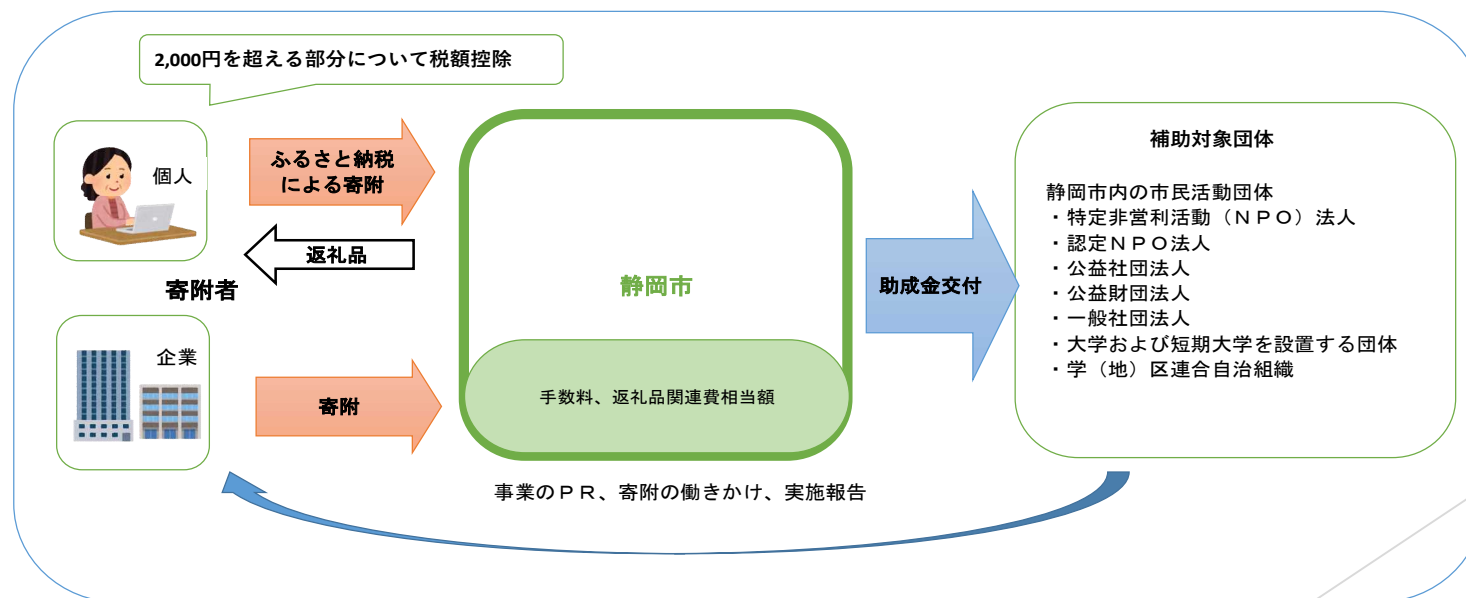 2,000円を超える部分について税額控除
個人
ふるさと納税
による寄附
返礼品
寄附者
企業
寄附
静岡市
手数料、返礼品関連費相当額
助成金交付
補助対象団体
静岡市内の市民活動団体
・特定非営利活動（ＮＰＯ）法人
・認定ＮＰＯ法人
・公益社団法人
・公益財団法人
・一般社団法人
・大学および短期大学を設置する団体
・学（地）区連合自治組織
事業のＰＲ、寄附の働きかけ、実施報告